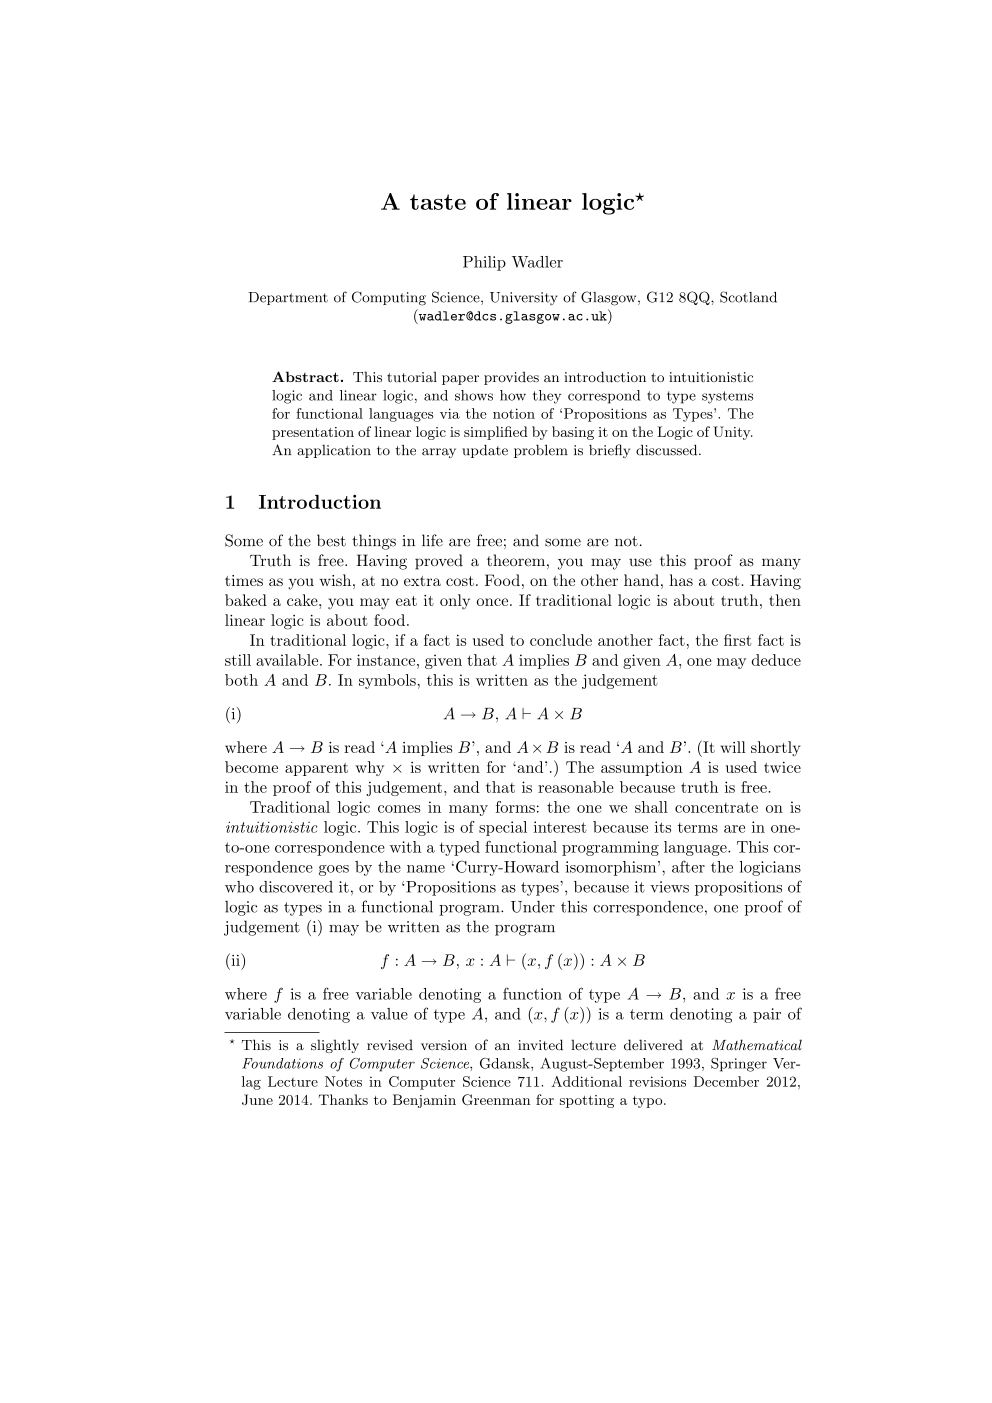 A taste of linear logic⋆
Philip Wadler
Department of Computing Science, University of Glasgow, G12 8QQ, Scotland
(wadler@dcs.glasgow.ac.uk)
Abstract. This tutorial paper provides an introduction to intuitionistic
logic and linear logic, and shows how they correspond to type systems
for functional languages via the notion of ‘Propositions as Types’. The
presentation of linear logic is simplified by basing it on the Logic of Unity.
An application to the array update problem is briefly discussed.
1 Introduction
Some of the best things in life are free; and some are not.
Truth is free. Having proved a theorem, you may use this proof as many
times as you wish, at no extra cost. Food, on the other hand, has a cost. Having
baked a cake, you may eat it only once. If traditional logic is about truth, then
linear logic is about food.
In traditional logic, if a fact is used to conclude another fact, the first fact is
still available. For instance, given that A implies B and given A, one may deduce
both A and B. In symbols, this is written as the judgement
(i) A → B, A ⊢ A × B
where A → B is read ‘A implies B’, and A × B is read ‘A and B’. (It will shortly
become apparent why × is written for ‘and’.) The assumption A is used twice
in the proof of this judgement, and that is reasonable because truth is free.
Traditional logic comes in many forms: the one we shall concentrate on is
intuitionistic logic. This logic is of special interest because its terms are in one-
to-one correspondence with a typed functional programming language. This cor-
respondence goes by the name ‘Curry-Howard isomorphism’, after the logicians
who discovered it, or by ‘Propositions as types’, because it views propositions of
logic as types in a functional program. Under this correspondence, one proof of
judgement (i) may be written as the program
(ii) f : A → B, x : A ⊢ (x, f (x)) : A × B
where f is a free variable denoting a function of type A → B, and x is a free
variable denoting a value of type A, and (x, f (x)) is a term denoting a pair of
⋆ This is a slightly revised version of an invited lecture delivered at Mathematical
Foundations of Computer Science, Gdansk, August-September 1993, Springer Ver-
lag Lecture Notes in Computer Science 711. Additional revisions December 2012,
June 2014. Thanks to Benjamin Greenman for spotting a typo.